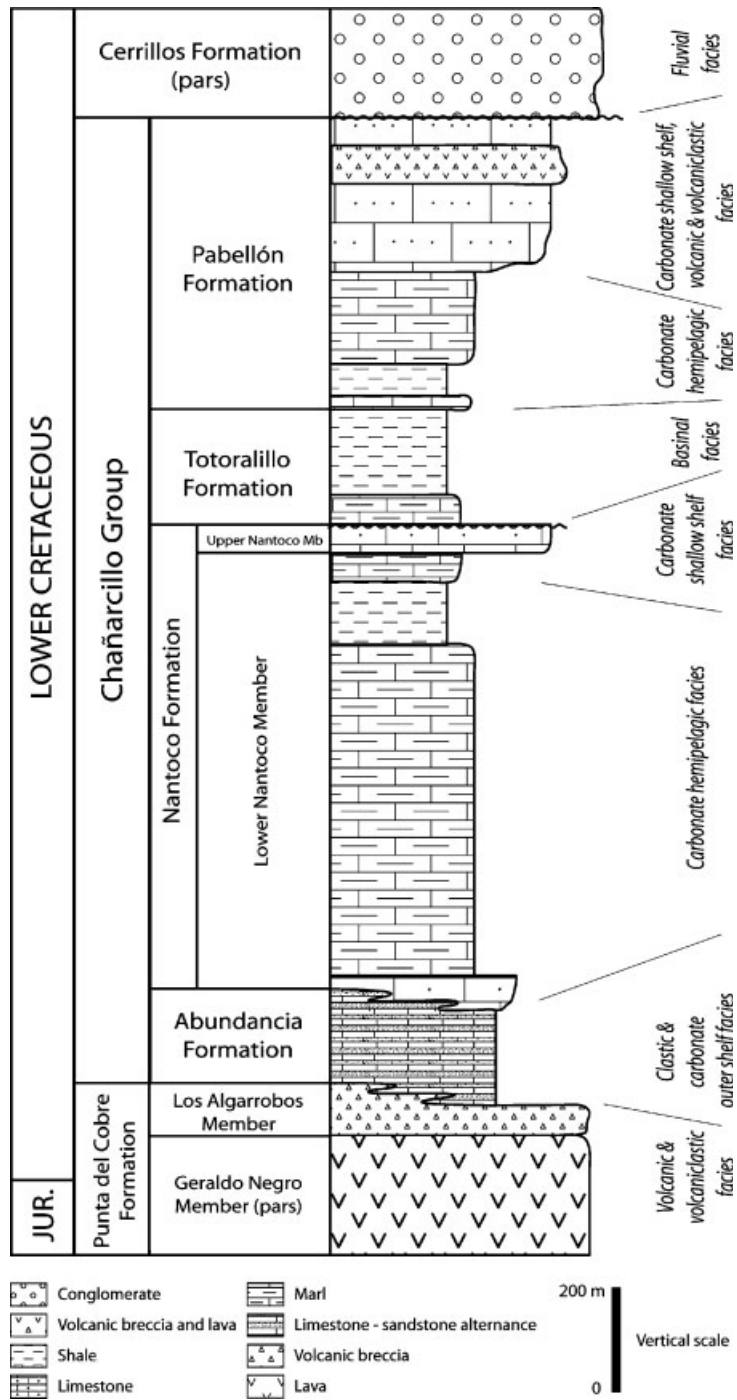 LOWER CRETACEOUS
JUR.
Chañarcillo Group
Punta del Cobre
Formation
Cerrillos Formation
(pars)
Pabellón
Formation
Totoralillo
Formation
Nantoco Formation
Upper Nantoco Mb
Lower Nantoco Member
Abundancia
Formation
Los Algarrobos
Member
Geraldo Negro
Member (pars)
Fluvial
facies
Carbonate shallow shelf,
volcanic & volcaniclastic
facies
Carbonate
hemipelagic
facies
Basinal
facies
Carbonate
shallow shelf
facies
Carbonate hemipelagic facies
Clastic &
carbonate
outer shelf facies
Volcanic &
volcaniclastic
facies
Conglomerate
Volcanic breccia and lava
Shale
Limestone
Marl
Limestone - sandstone alternance
Volcanic breccia
Lava
200 m
0
Vertical scale